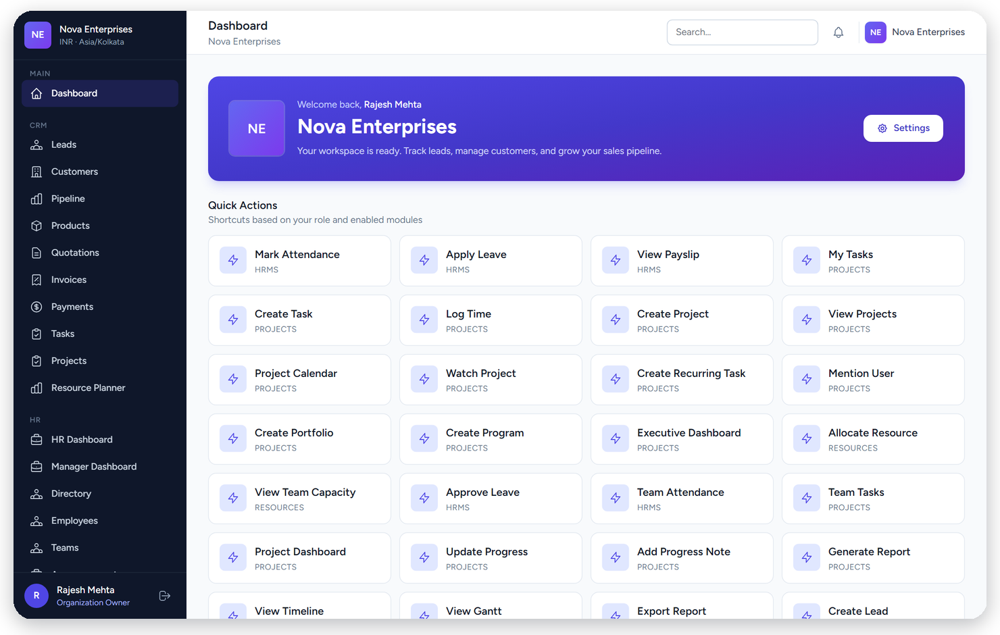 NE
Nova Enterprises
INR · Asia/Kolkata
MAIN
Dashboard
CRM
Leads
Customers
Pipeline
Products
Quotations
Invoices
Payments
Tasks
Projects
Resource Planner
HR
HR Dashboard
Manager Dashboard
Directory
Employees
Teams
R
Rajesh Mehta
Organization Owner
Dashboard
Nova Enterprises
Search...
NE
Nova Enterprises
NE
Welcome back, Rajesh Mehta
Nova Enterprises
Your workspace is ready. Track leads, manage customers, and grow your sales pipeline.
Settings
Quick Actions
Shortcuts based on your role and enabled modules
Mark Attendance
HRMS
Apply Leave
HRMS
View Payslip
HRMS
My Tasks
PROJECTS
Create Task
PROJECTS
Log Time
PROJECTS
Create Project
PROJECTS
View Projects
PROJECTS
Project Calendar
PROJECTS
Watch Project
PROJECTS
Create Recurring Task
PROJECTS
Mention User
PROJECTS
Create Portfolio
PROJECTS
Create Program
PROJECTS
Executive Dashboard
PROJECTS
Allocate Resource
RESOURCES
View Team Capacity
RESOURCES
Approve Leave
HRMS
Team Attendance
HRMS
Team Tasks
PROJECTS
Project Dashboard
PROJECTS
Update Progress
PROJECTS
Add Progress Note
PROJECTS
Generate Report
PROJECTS
View Timeline
View Gantt
Export Report
Create Lead